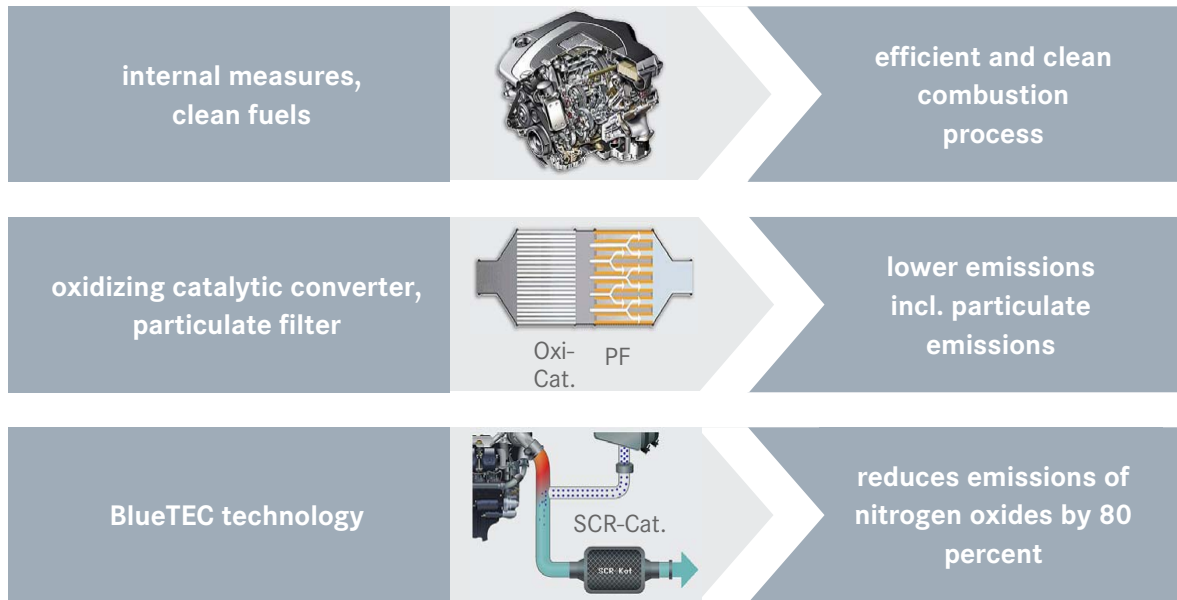 internal measures,
clean fuels
efficient and clean
combustion
process
oxidizing catalytic converter,
particulate filter
Oxi-
Cat.
PF
lower emissions
incl. particulate
emissions
BlueTEC technology
SCR-Cat.
SCR-Kat
reduces emissions of
nitrogen oxides by 80
percent